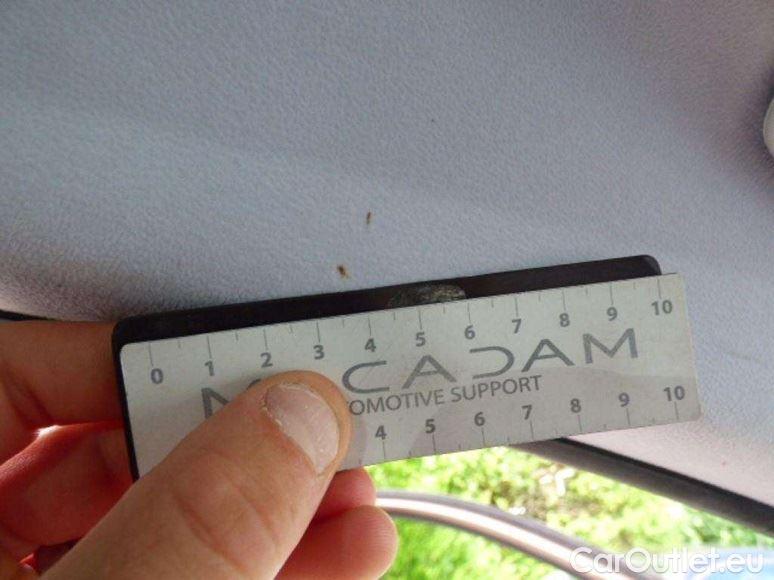 0 1 2 3 4 5 6 7 8 9 10
CADAM
AUTOMOTIVE SUPPORT
4 5 6 7 8 9 10
CarOutlet.eu